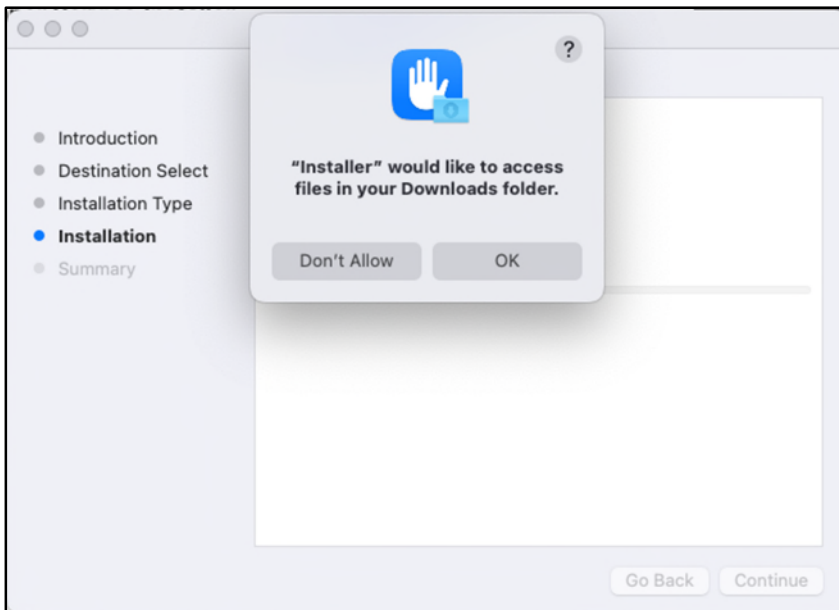 ?
“Installer” would like to access
files in your Downloads folder.
Don't Allow
OK
Introduction
Destination Select
Installation Type
Installation
Summary
Go Back
Continue